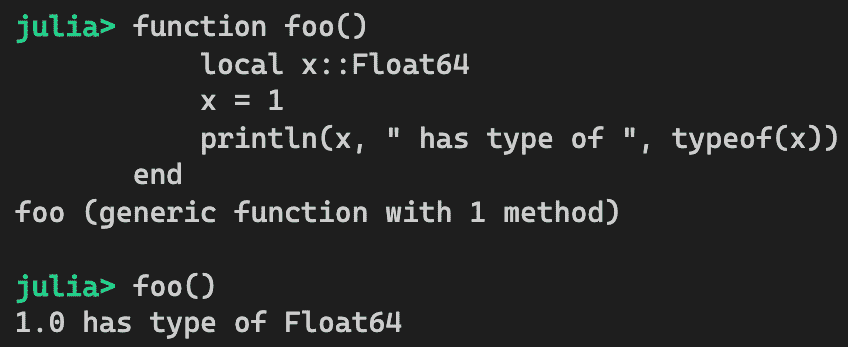 julia> function foo()
           local x::Float64
           x = 1
           println(x, " has type of ", typeof(x))
       end
foo (generic function with 1 method)

julia> foo()
1.0 has type of Float64